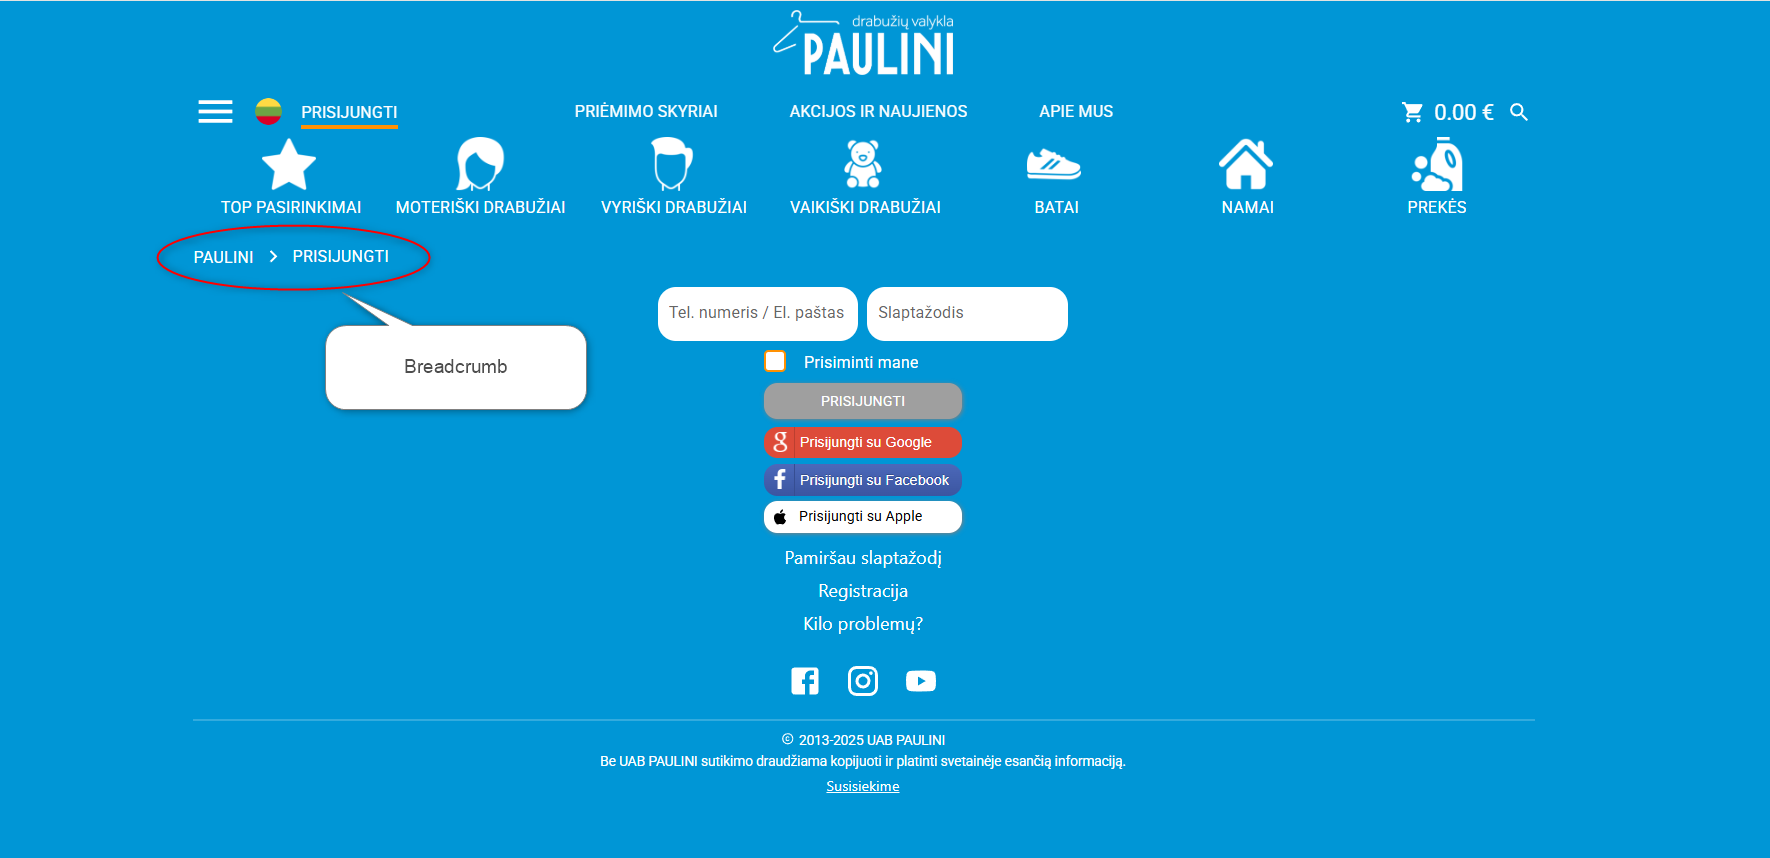 drabužių valykla
PAULINI
PRISIJUNGTI
PRIĖMIMO SKYRIAI
AKCIJOS IR NAUJIENOS
APIE MUS
0.00 €
TOP PASIRINKIMAI
MOTERIŠKI DRABUŽIAI
VYRIŠKI DRABUŽIAI
VAIKIŠKI DRABUŽIAI
BATAI
NAMAI
PREKĖS
PAULINI > PRISIJUNGTI
Breadcrumb
Tel. numeris / El. paštas
Slaptažodis
Prisiminti mane
PRISIJUNGTI
Prisijungti su Google
Prisijungti su Facebook
Prisijungti su Apple
Pamiršau slaptažodį
Registracija
Kilo problemų?
© 2013-2025 UAB PAULINI
Be UAB PAULINI sutikimo draudžiama kopijuoti ir platinti svetainėje esančią informaciją.
Susisiekime